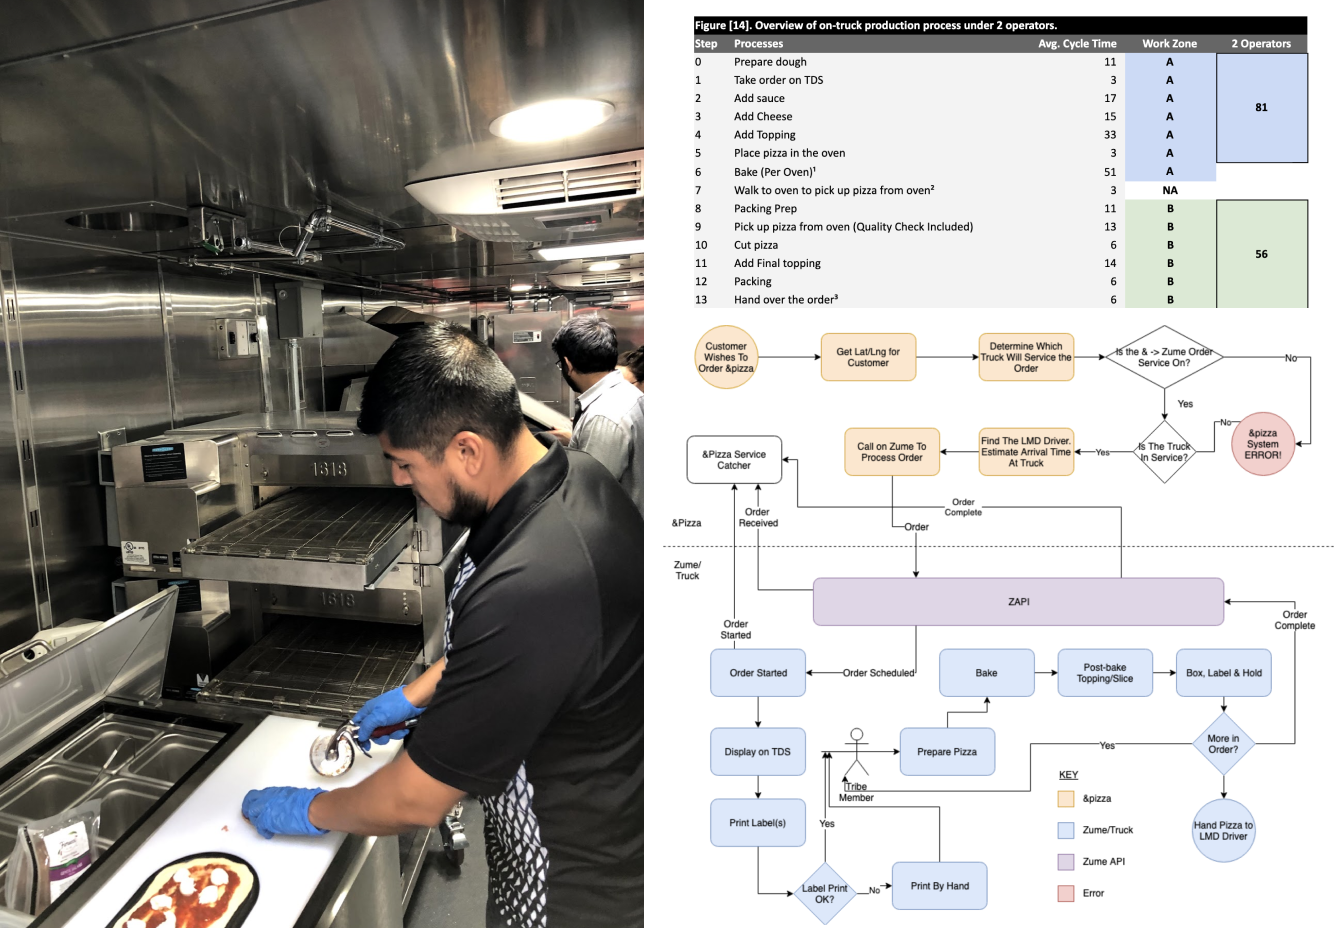 1818
1818
Figure [14]. Overview of on-truck production process under 2 operators.
Step Processes Avg. Cycle Time Work Zone 2 Operators
0 Prepare dough 11 A
1 Take order on TDS 3 A
2 Add sauce 17 A
3 Add Cheese 15 A
4 Add Topping 33 A
5 Place pizza in the oven 3 A
81
6 Bake (Per Oven)¹ 51 A
7 Walk to oven to pick up pizza from oven² 3 NA
8 Packing Prep 11 B
9 Pick up pizza from oven (Quality Check Included) 13 B
10 Cut pizza 6 B
11 Add Final topping 14 B
12 Packing 6 B
13 Hand over the order³ 6 B
56
Customer
Wishes To
Order &pizza
Get Lat/Lng for
Customer
Determine Which
Truck Will Service the
Order
Is the & -> Zume Order
Service On?
No
Yes
&Pizza Service
Catcher
Call on Zume To
Process Order
Find The LMD Driver.
Estimate Arrival Time
At Truck
Yes
Is The Truck
In Service?
No
&pizza
System
ERROR!
Order
Received
Order
Complete
Order
&Pizza
Zume/
Truck
ZAPI
Order
Started
Order
Complete
Order Started
Order Scheduled
Bake
Post-bake
Topping/Slice
Box, Label & Hold
Display on TDS
Tribe
Member
Prepare Pizza
Yes
More in
Order?
Print Label(s)
Yes
Label Print
OK?
No
Print By Hand
Hand Pizza to
LMD Driver
KEY
&pizza
Zume/Truck
Zume API
Error